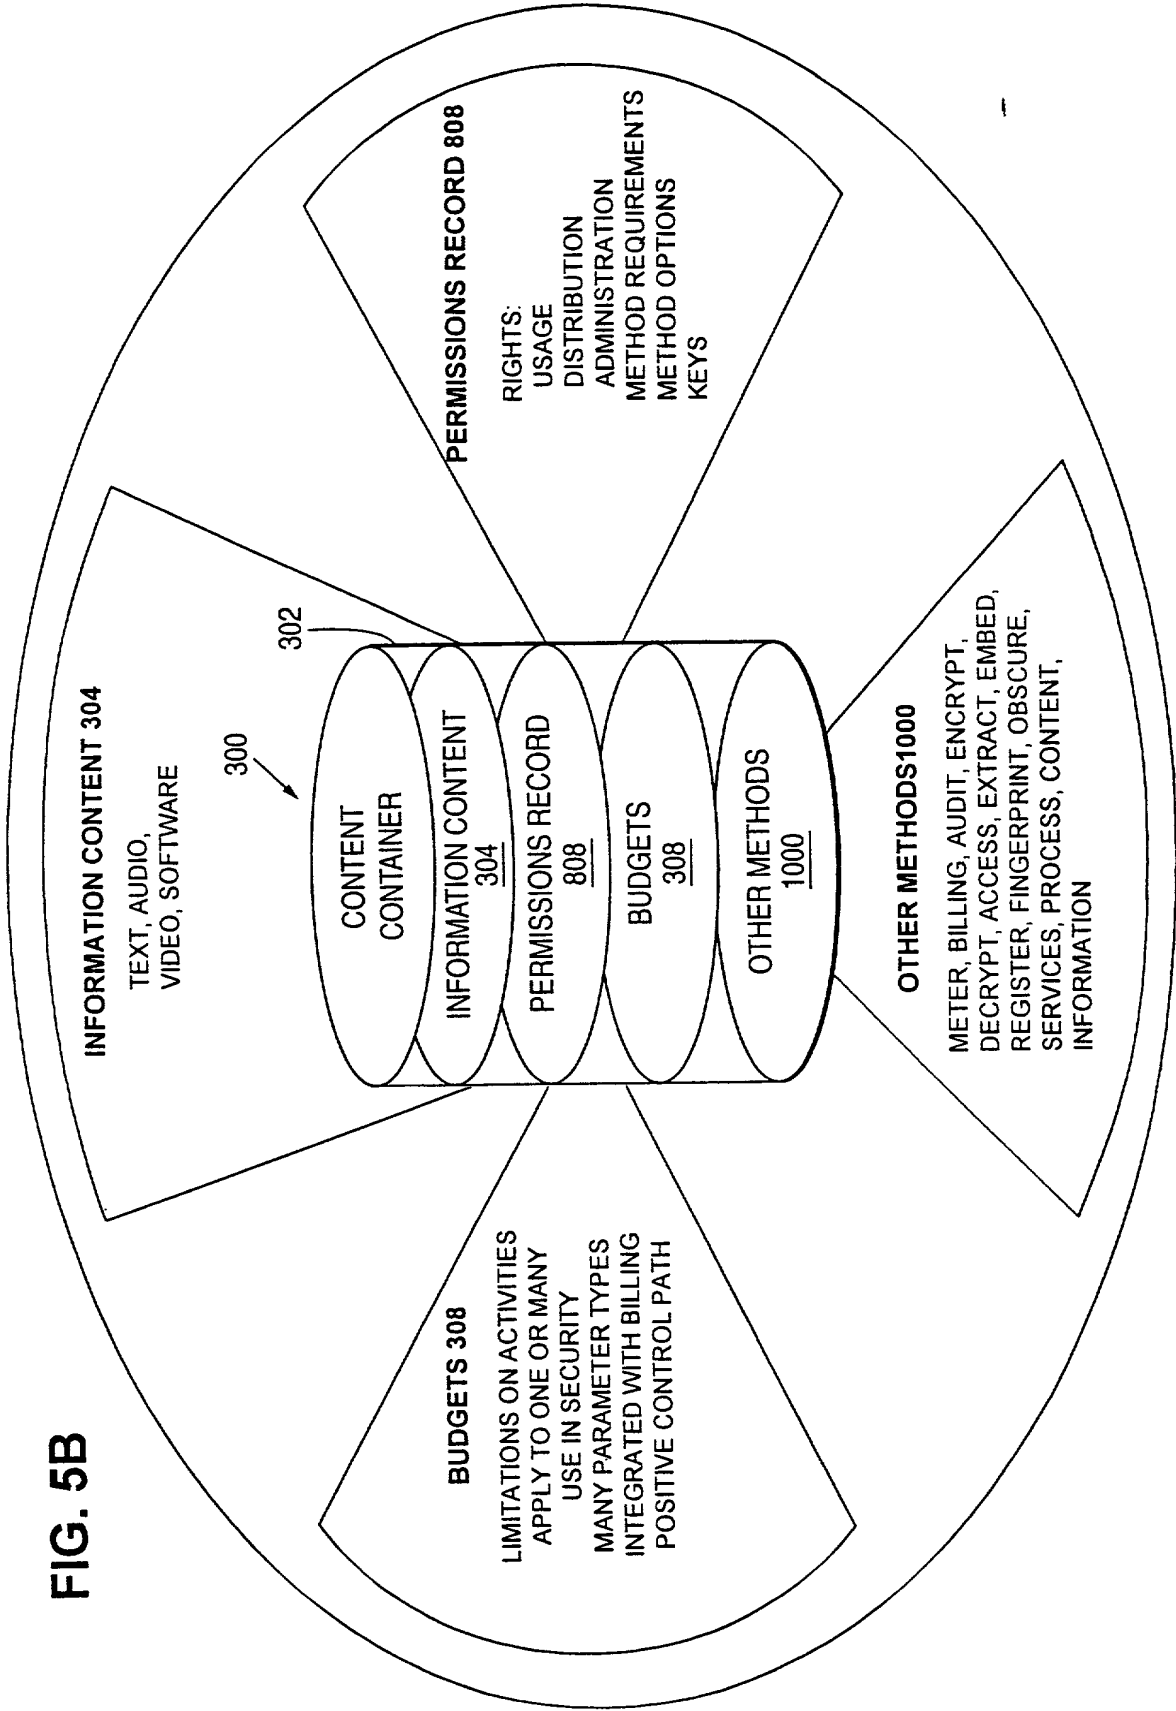 FIG. 5B
INFORMATION CONTENT 304
TEXT, AUDIO,
VIDEO, SOFTWARE
300
302
CONTENT
CONTAINER
INFORMATION CONTENT
304
PERMISSIONS RECORD
808
BUDGETS
308
OTHER METHODS
1000
BUDGETS 308
LIMITATIONS ON ACTIVITIES
APPLY TO ONE OR MANY
USE IN SECURITY
MANY PARAMETER TYPES
INTEGRATED WITH BILLING
POSITIVE CONTROL PATH
PERMISSIONS RECORD 808
RIGHTS:
USAGE
DISTRIBUTION
ADMINISTRATION
METHOD REQUIREMENTS
METHOD OPTIONS
KEYS
OTHER METHODS1000
METER, BILLING, AUDIT, ENCRYPT,
DECRYPT, ACCESS, EXTRACT, EMBED,
REGISTER, FINGERPRINT, OBSCURE,
SERVICES, PROCESS, CONTENT,
INFORMATION